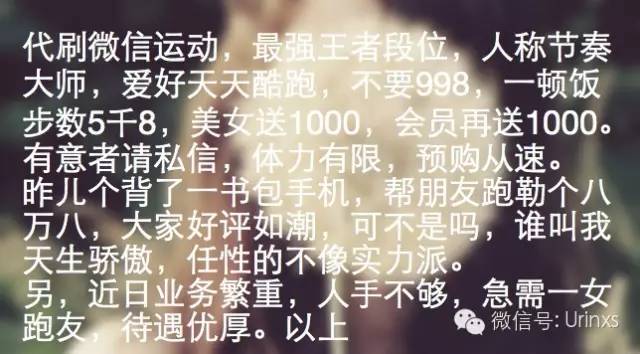 代刷微信运动，最强王者段位，人称节奏
大师，爱好天天酷跑，不要998，一顿饭
步数5千8，美女送1000，会员再送1000。
有意者请私信，体力有限，预购从速。
昨儿个背了一书包手机，帮朋友跑勒个八
万八，大家好评如潮，可不是吗，谁叫我
天生骄傲，任性的不像实力派。
另，近日业务繁重，人手不够，急需一女
跑友，待遇优厚。以上
微信号: Urinxs